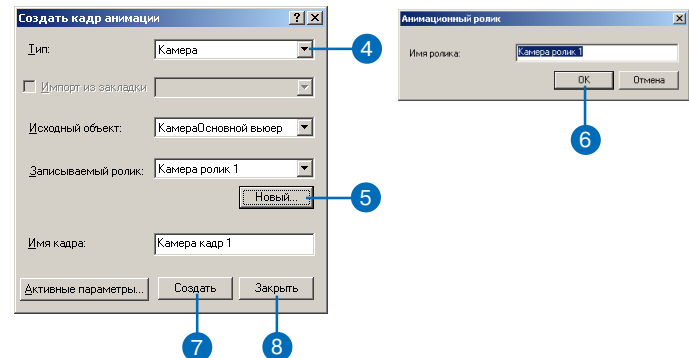 Создать кадр анимации
Тип:
Камера
4
Импорт из закладки
Исходный объект:
КамераОсновной вьюер
Записываемый ролик:
Камера ролик 1
Новый...
5
Имя кадра:
Камера кадр 1
Активные параметры...
Создать
Закрыть
7
8
Анимационный ролик
Имя ролика:
Камера ролик 1
OK
Отмена
6